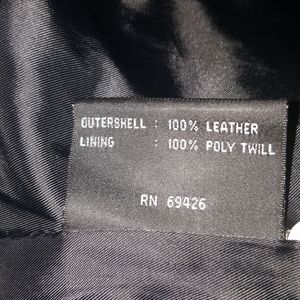 OUTERSHELL : 100% LEATHER
LINING : 100% POLY TWILL
RN 69426